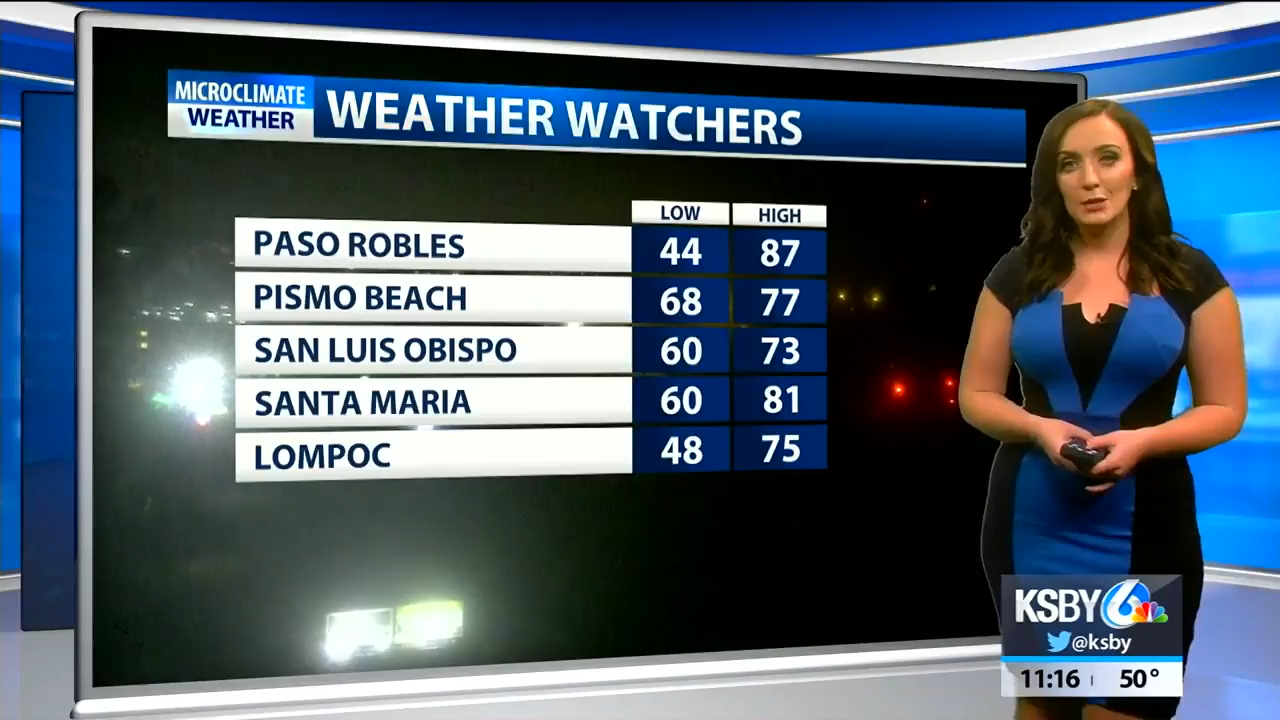 MICROCLIMATE
WEATHER
WEATHER WATCHERS
LOW HIGH
PASO ROBLES 44 87
PISMO BEACH 68 77
SAN LUIS OBISPO 60 73
SANTA MARIA 60 81
LOMPOC 48 75
KSBY 6
@ksby
11:16 50°